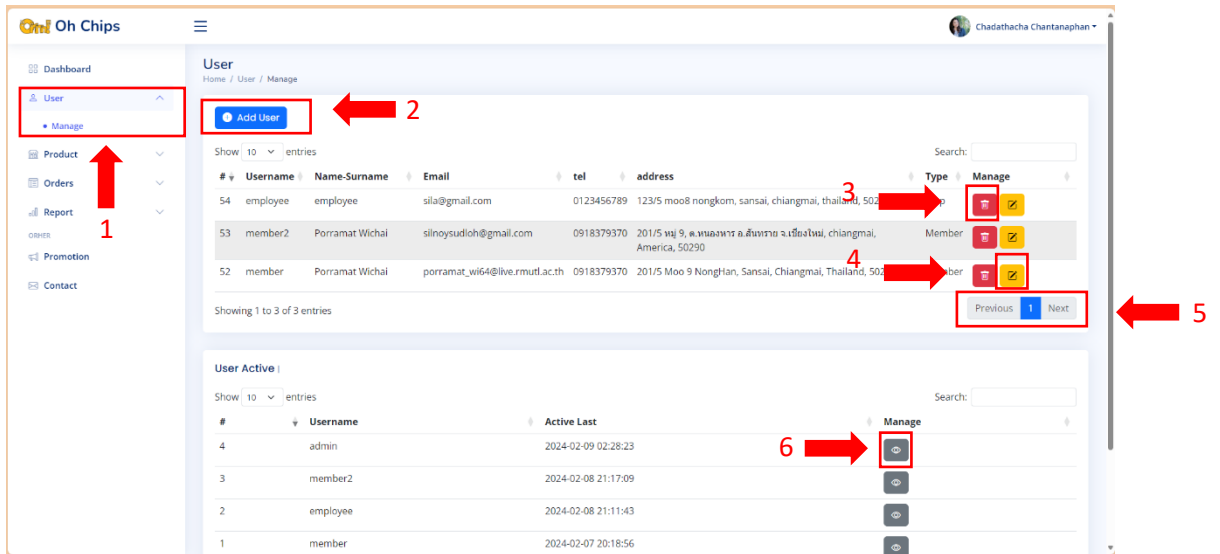 Om! Oh Chips
Chadathacha Chantanaphan
Dashboard
User
Manage
Product
Orders
Report
ORHER
Promotion
Contact
1
User
Home / User / Manage
Add User
2
Show 10 entries
Search:
# Username Name-Surname Email tel address Type Manage
54 employee employee sila@gmail.com 0123456789 123/5 moo8 nongkom, sansai, chiangmai, thailand, 502
3
53 member2 Porramat Wichai silnoysudloh@gmail.com 0918379370 201/5 หมู่ 9, ต.หนองหาร อ.สันทราย จ.เชียงใหม่, chiangmai, Member
America, 50290
4
52 member Porramat Wichai porramat_wi64@live.rmutl.ac.th 0918379370 201/5 Moo 9 NongHan, Sansai, Chiangmai, Thailand, 502
Showing 1 to 3 of 3 entries
Previous 1 Next
5
User Active |
Show 10 entries
Search:
# Username Active Last Manage
4 admin 2024-02-09 02:28:23
6
3 member2 2024-02-08 21:17:09
2 employee 2024-02-08 21:11:43
1 member 2024-02-07 20:18:56